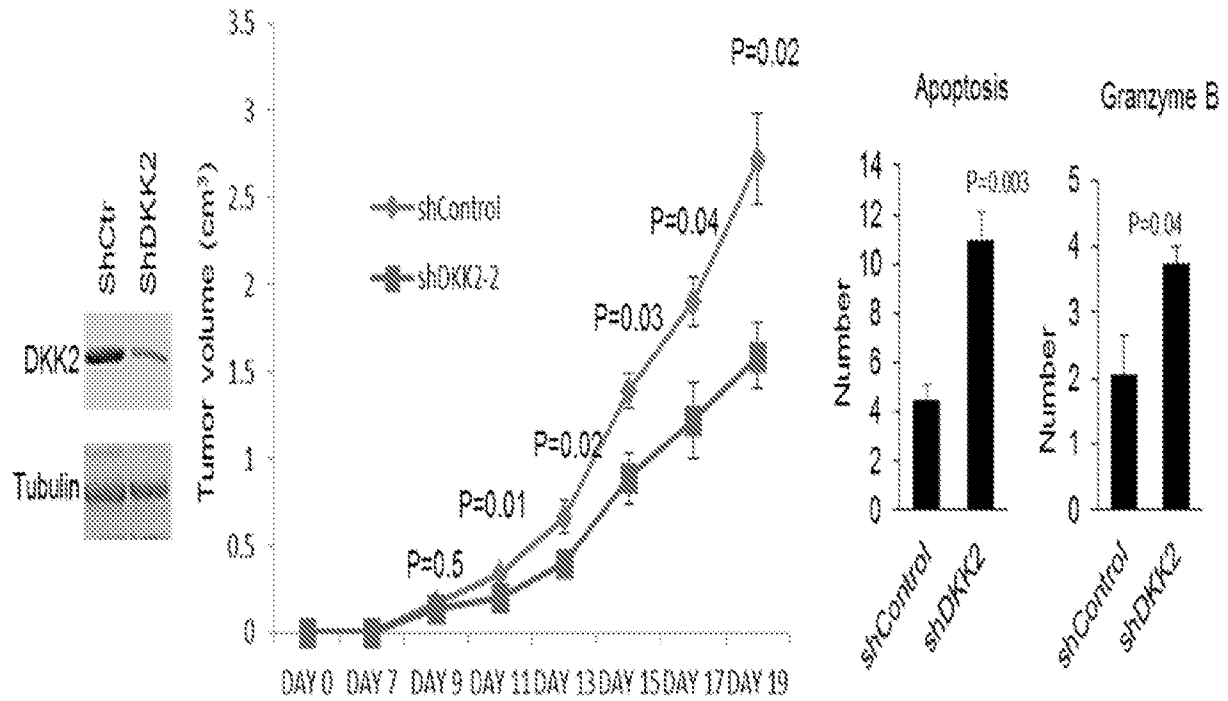 ShCtr
ShDKK2
DKK2
Tubulin
Tumor volume (cm³)
3.5
3
2.5
2
1.5
1
0.5
0
shControl
shDKK2-2
P=0.5
P=0.01
P=0.02
P=0.03
P=0.04
P=0.02
DAY 0 DAY 7 DAY 9 DAY 11 DAY 13 DAY 15 DAY 17 DAY 19
Apoptosis
Number
14
12
10
8
6
4
2
0
P=0.003
shControl
shDKK2
Granzyme B
Number
5
4
3
2
1
0
P=0.04
shControl
shDKK2